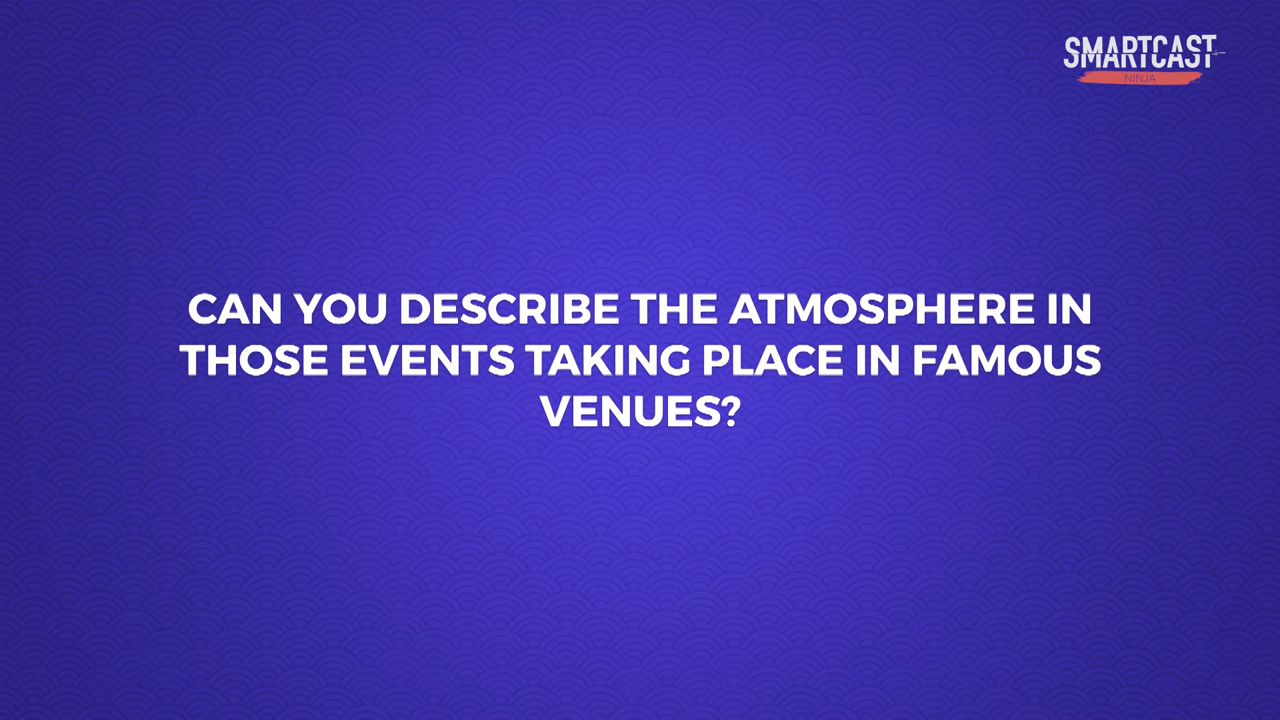 SMARTCAST
NINJA
CAN YOU DESCRIBE THE ATMOSPHERE IN
THOSE EVENTS TAKING PLACE IN FAMOUS
VENUES?